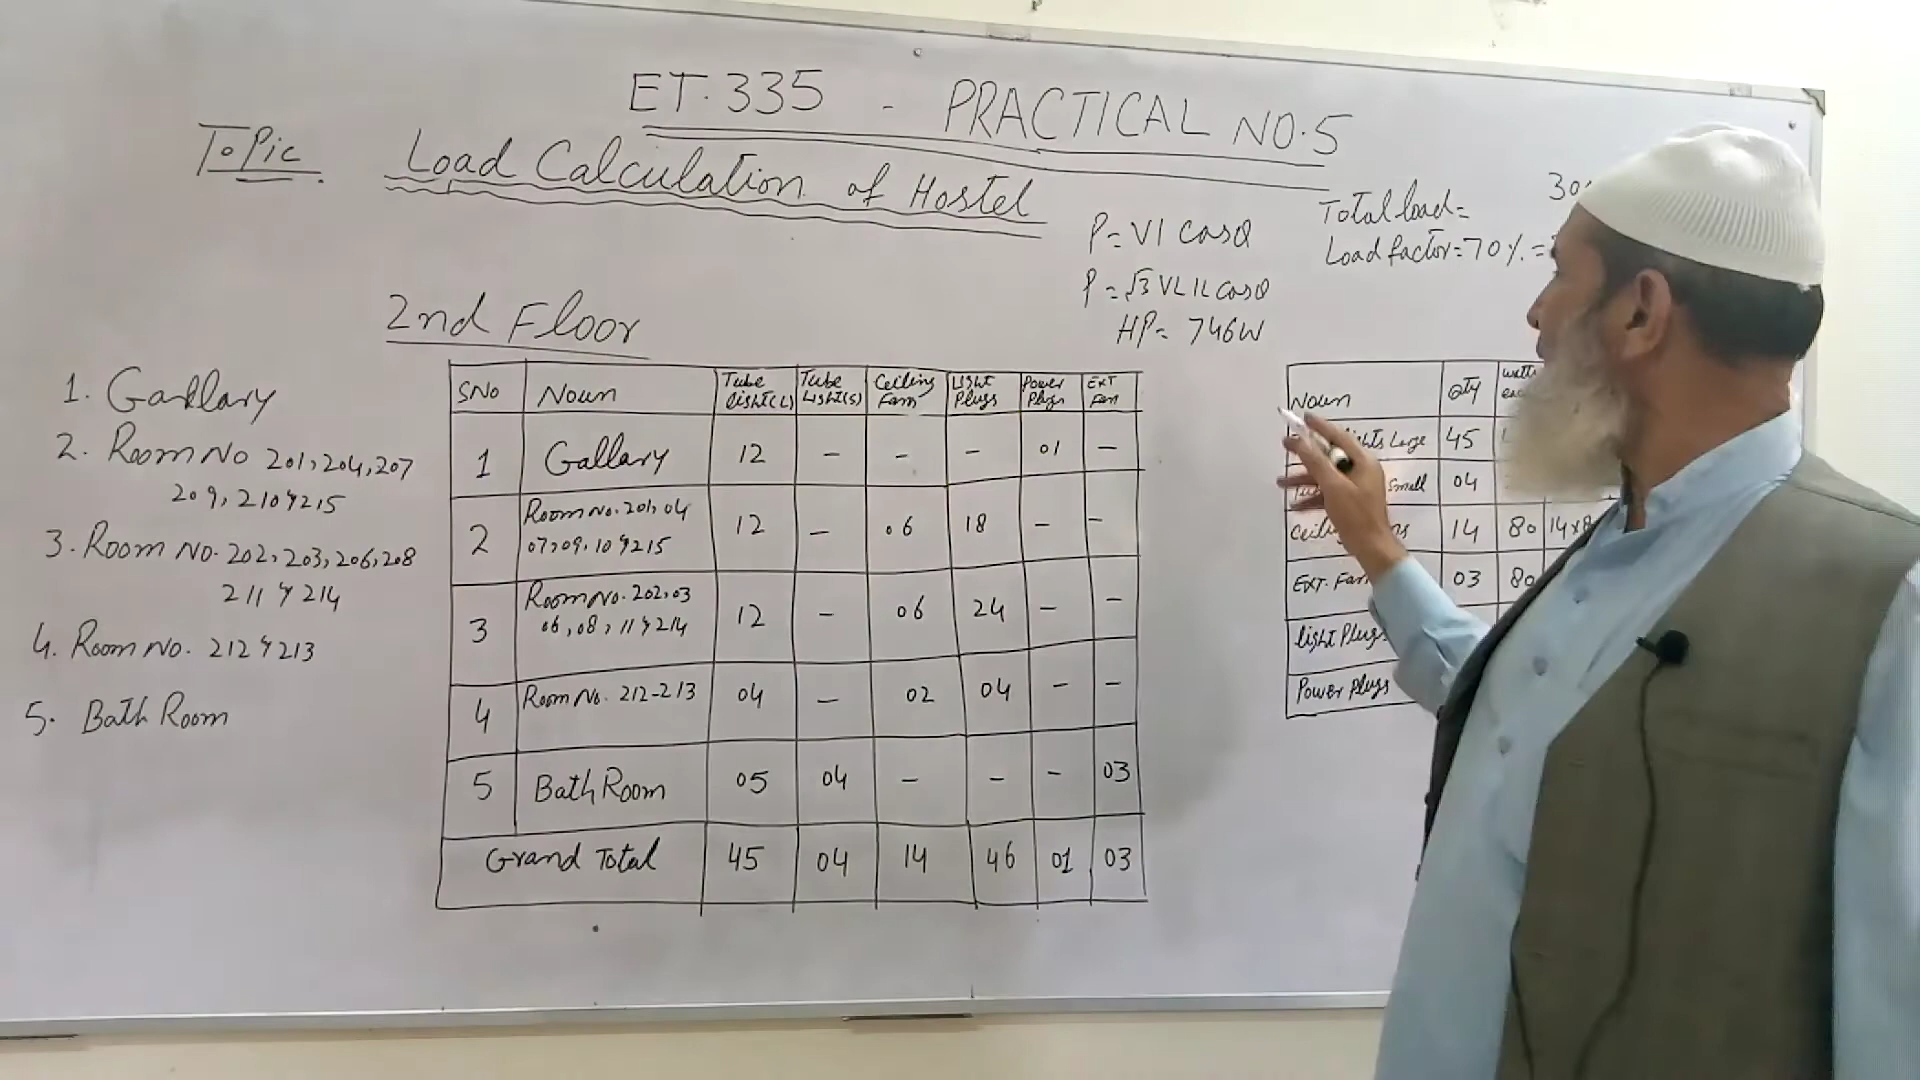 ET.335 - PRACTICAL NO.5
Topic Load Calculation of Hostel
P = VI cosθ
P = √3 VL IL cosθ
HP = 746W
Total load =
Load factor = 70% =
2nd Floor
1. Gallary
2. Room No 201, 204, 207
209, 210 & 215
3. Room No. 202, 203, 206, 208
211 & 214
4. Room No. 212 & 213
5. Bath Room
SNo Noun Tube Light(L) Tube Light(S) Ceiling Fam Light Plugs Power Plugs EXT Fan
1 Gallary 12 - - - 01 -
2 Room No. 201, 04 12 - 06 18 - -
07, 09, 10 & 215
3 Room No. 202, 03 12 - 06 24 - -
06, 08, 11 & 214
4 Room No. 212-213 04 - 02 04 - -
5 Bath Room 05 04 - - - 03
Grand Total 45 04 14 46 01 03
Noun Qty
Large 45
Small 04
14 80
EXT. Fan 03 80
light Plugs
Power Plugs